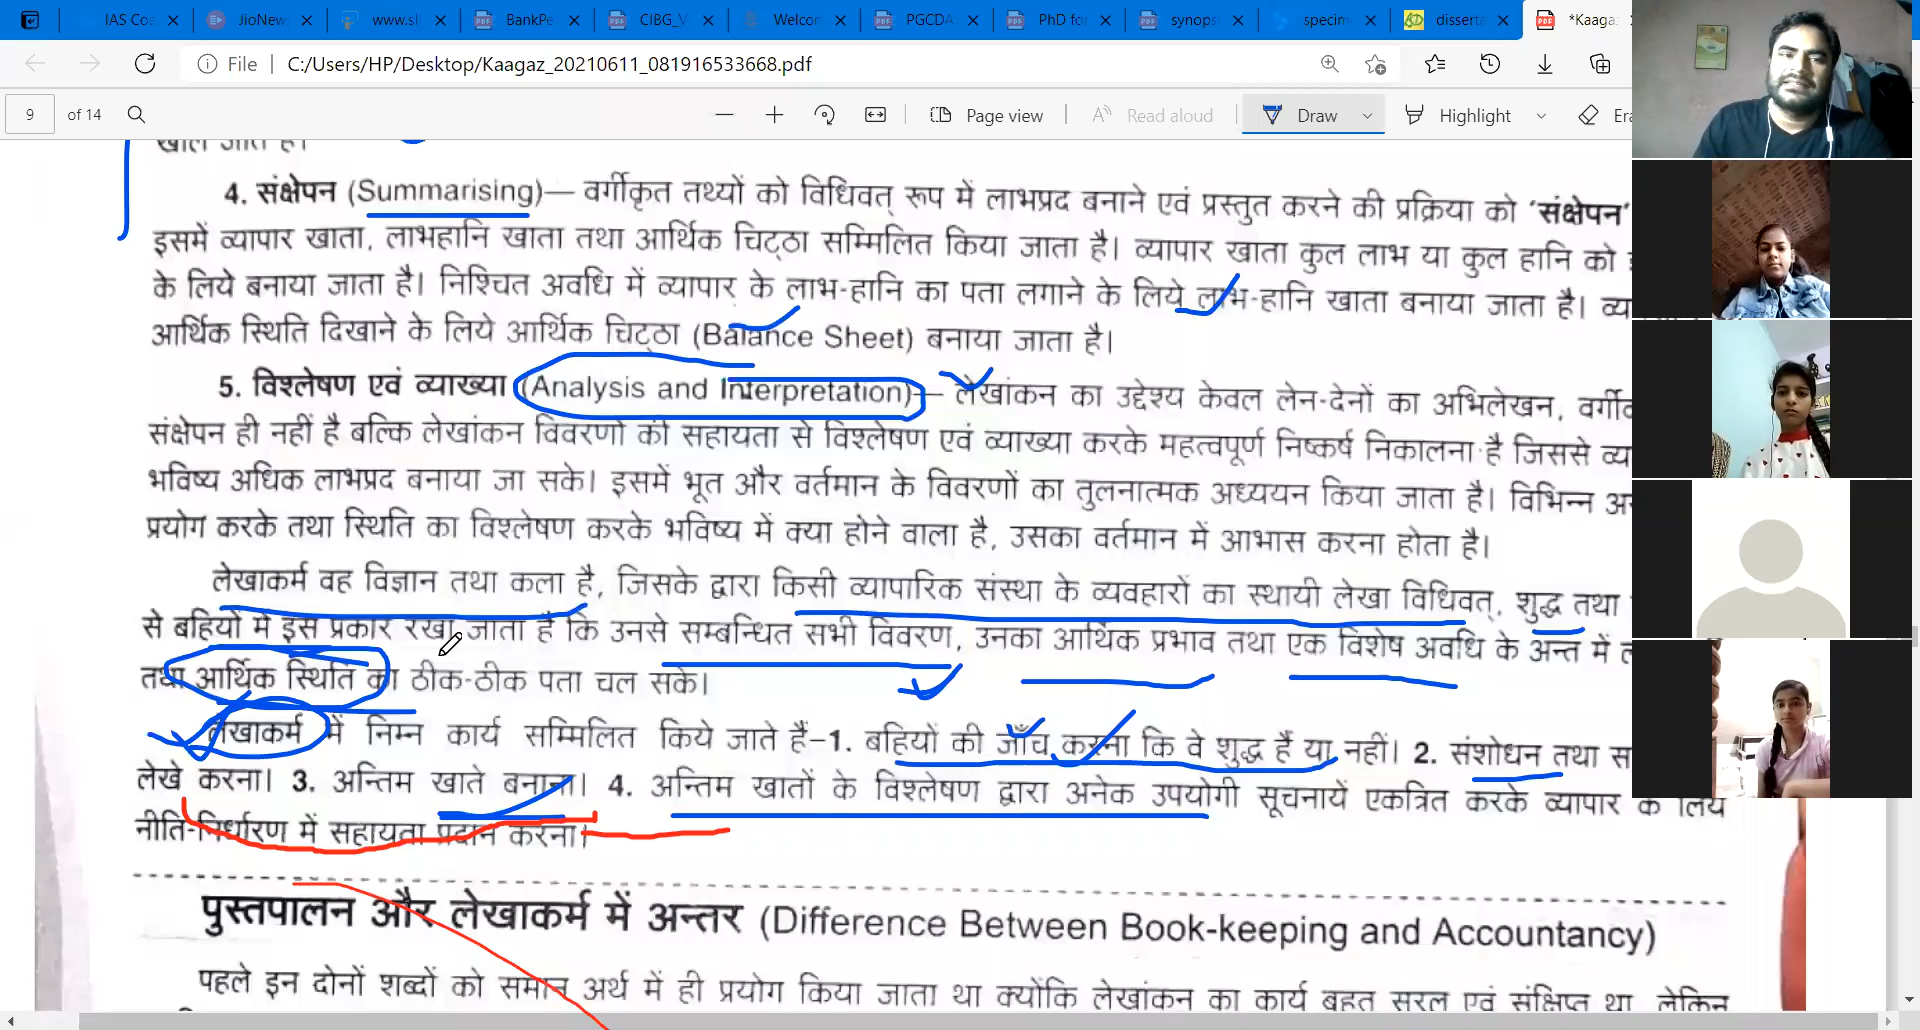 IAS Coa
JioNew
www.sl
BankPe
CIBG_V
Welcon
PGCDA
PhD for
synops
specim
disserta
*Kaaga
File
C:/Users/HP/Desktop/Kaagaz_20210611_081916533668.pdf
9 of 14
Page view
Read aloud
Draw
Highlight
Era
खोले जाते हैं।
4. संक्षेपन (Summarising)— वर्गीकृत तथ्यों को विधिवत् रूप में लाभप्रद बनाने एवं प्रस्तुत करने की प्रक्रिया को 'संक्षेपन'
इसमें व्यापार खाता, लाभहानि खाता तथा आर्थिक चिट्ठा सम्मिलित किया जाता है। व्यापार खाता कुल लाभ या कुल हानि को
के लिये बनाया जाता है। निश्चित अवधि में व्यापार के लाभ-हानि का पता लगाने के लिये लाभ-हानि खाता बनाया जाता है। व्य
आर्थिक स्थिति दिखाने के लिये आर्थिक चिट्ठा (Balance Sheet) बनाया जाता है।
5. विश्लेषण एवं व्याख्या (Analysis and Interpretation)— लेखांकन का उद्देश्य केवल लेन-देनों का अभिलेखन, वर्गी
संक्षेपन ही नहीं है बल्कि लेखांकन विवरणों की सहायता से विश्लेषण एवं व्याख्या करके महत्वपूर्ण निष्कर्ष निकालना है जिससे व्य
भविष्य अधिक लाभप्रद बनाया जा सके। इसमें भूत और वर्तमान के विवरणों का तुलनात्मक अध्ययन किया जाता है। विभिन्न अ
प्रयोग करके तथा स्थिति का विश्लेषण करके भविष्य में क्या होने वाला है, उसका वर्तमान में आभास करना होता है।
लेखाकर्म वह विज्ञान तथा कला है, जिसके द्वारा किसी व्यापारिक संस्था के व्यवहारों का स्थायी लेखा विधिवत्, शुद्ध तथा
से बहियों में इस प्रकार रखा जाता है कि उनसे सम्बन्धित सभी विवरण, उनका आर्थिक प्रभाव तथा एक विशेष अवधि के अन्त में
तथा आर्थिक स्थिति का ठीक-ठीक पता चल सके।
लेखाकर्म में निम्न कार्य सम्मिलित किये जाते हैं-1. बहियों की जाँच करना कि वे शुद्ध हैं या नहीं। 2. संशोधन तथा स
लेखे करना। 3. अन्तिम खाते बनाना। 4. अन्तिम खातों के विश्लेषण द्वारा अनेक उपयोगी सूचनायें एकत्रित करके व्यापार के लिये
नीति-निर्धारण में सहायता प्रदान करना।
पुस्तपालन और लेखाकर्म में अन्तर (Difference Between Book-keeping and Accountancy)
पहले इन दोनों शब्दों को समान अर्थ में ही प्रयोग किया जाता था क्योंकि लेखांकन का कार्य बहुत सरल एवं संक्षिप्त था, लेकिन